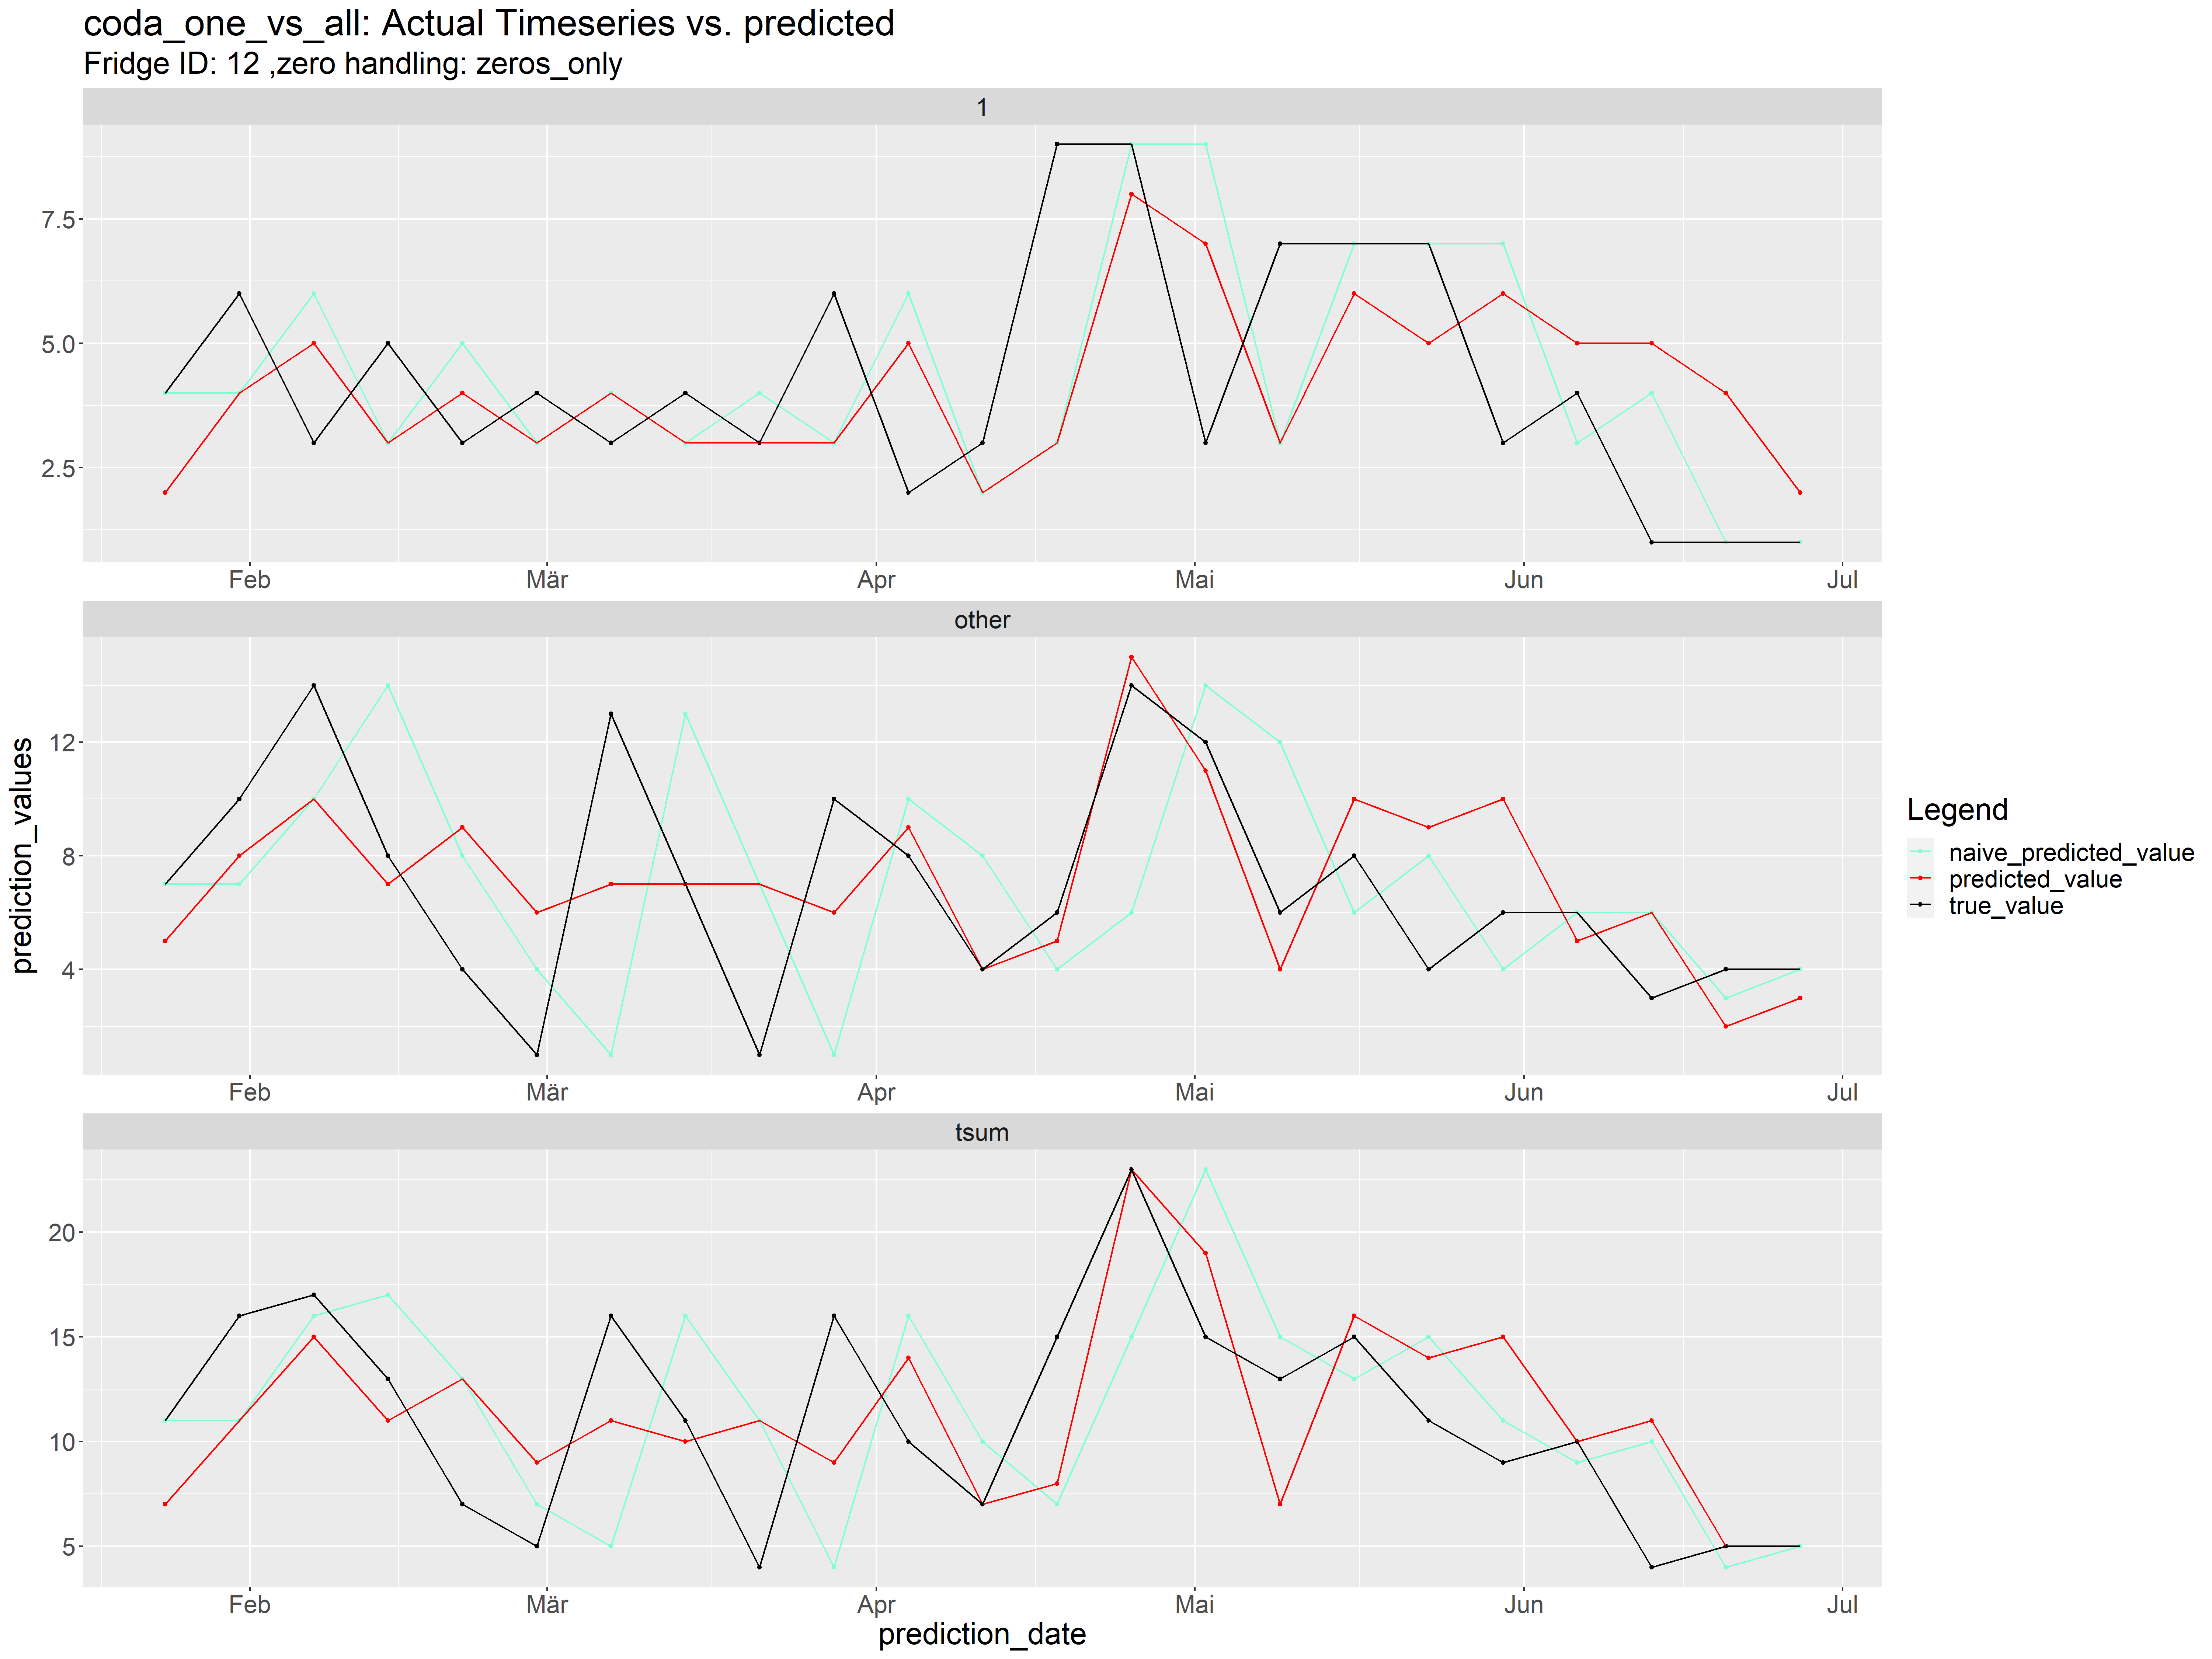 coda_one_vs_all: Actual Timeseries vs. predicted
Fridge ID: 12 ,zero handling: zeros_only
1
7.5
5.0
2.5
Feb Mär Apr Mai Jun Jul
other
12
8
4
Feb Mär Apr Mai Jun Jul
tsum
20
15
10
5
Feb Mär Apr Mai Jun Jul
prediction_date
prediction_values
Legend
naive_predicted_value
predicted_value
true_value